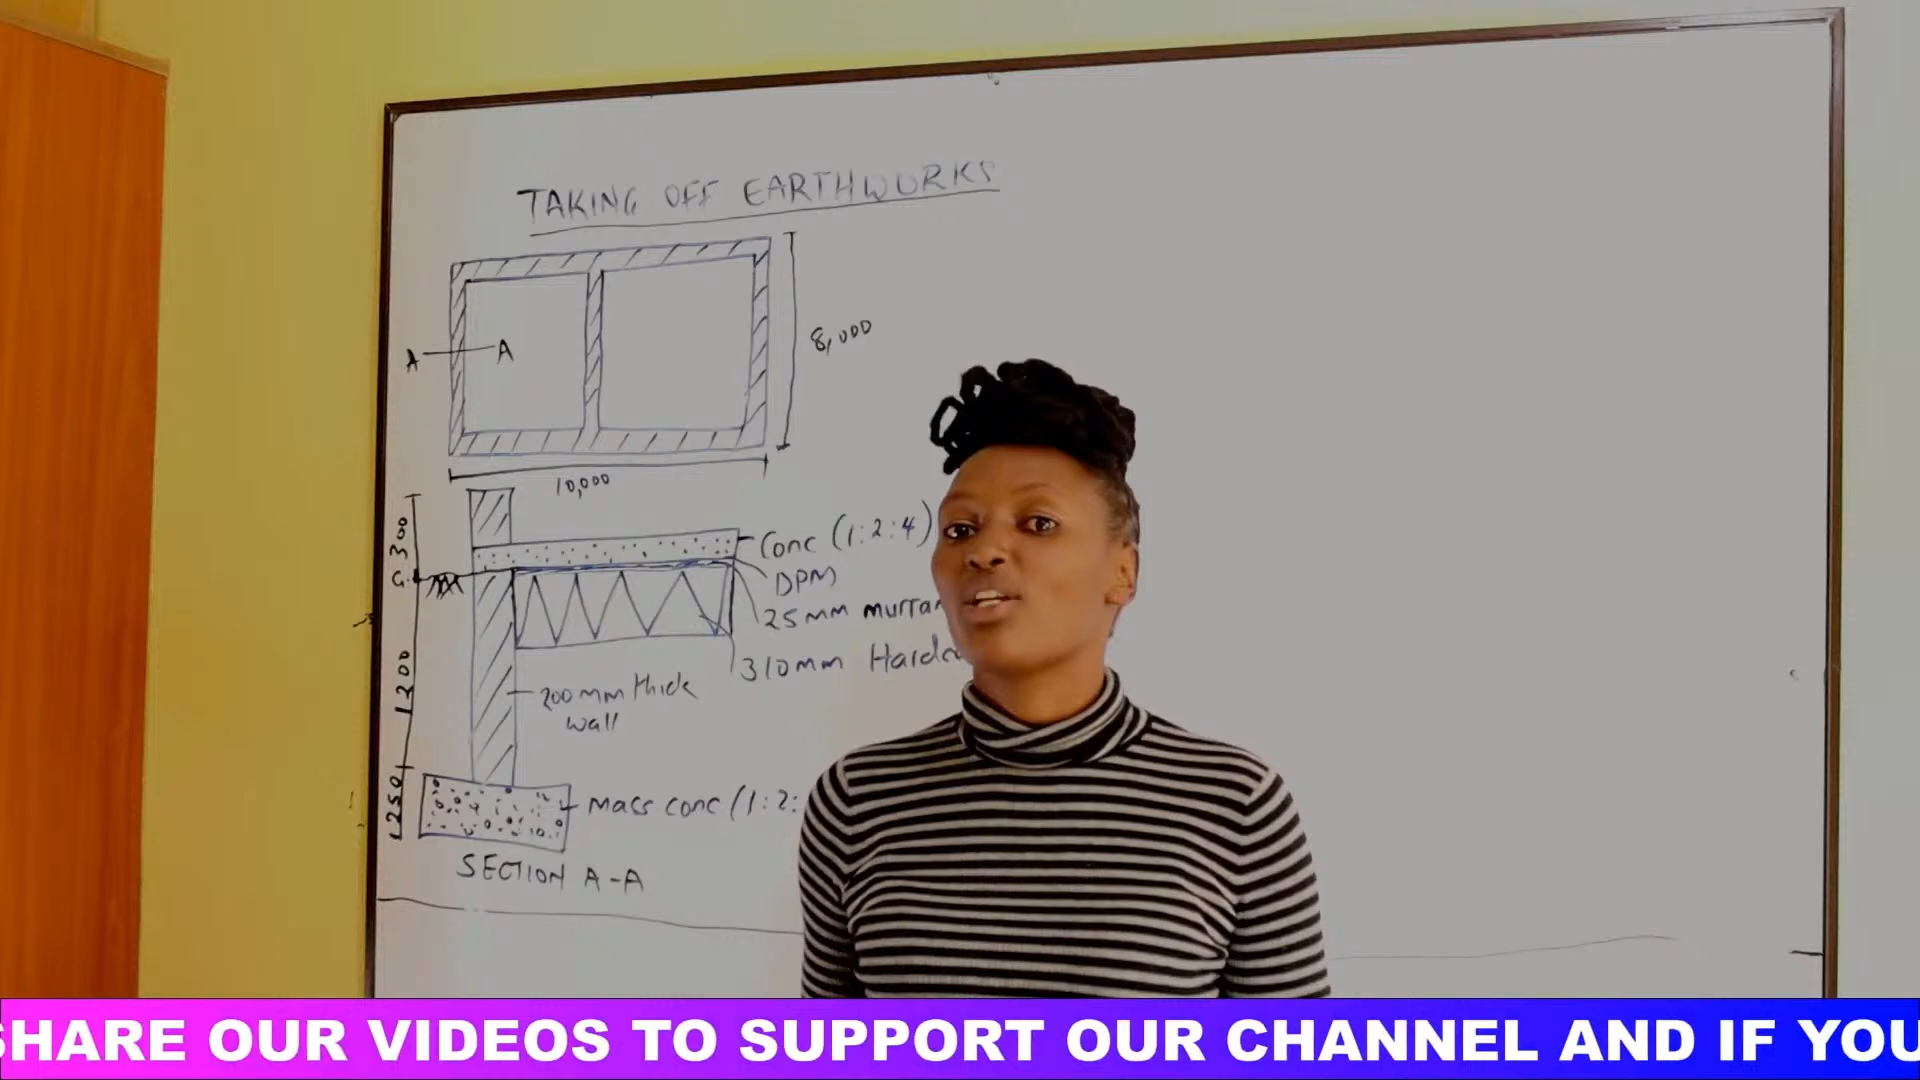 TAKING OFF EARTHWORKS
A A
8,000
10,000
300
G.
1200
1250
Conc (1:2:4)
DPM
25mm
310mm
200mm thick
wall
Mass conc (1:2:
SECTION A-A
SHARE OUR VIDEOS TO SUPPORT OUR CHANNEL AND IF YOU